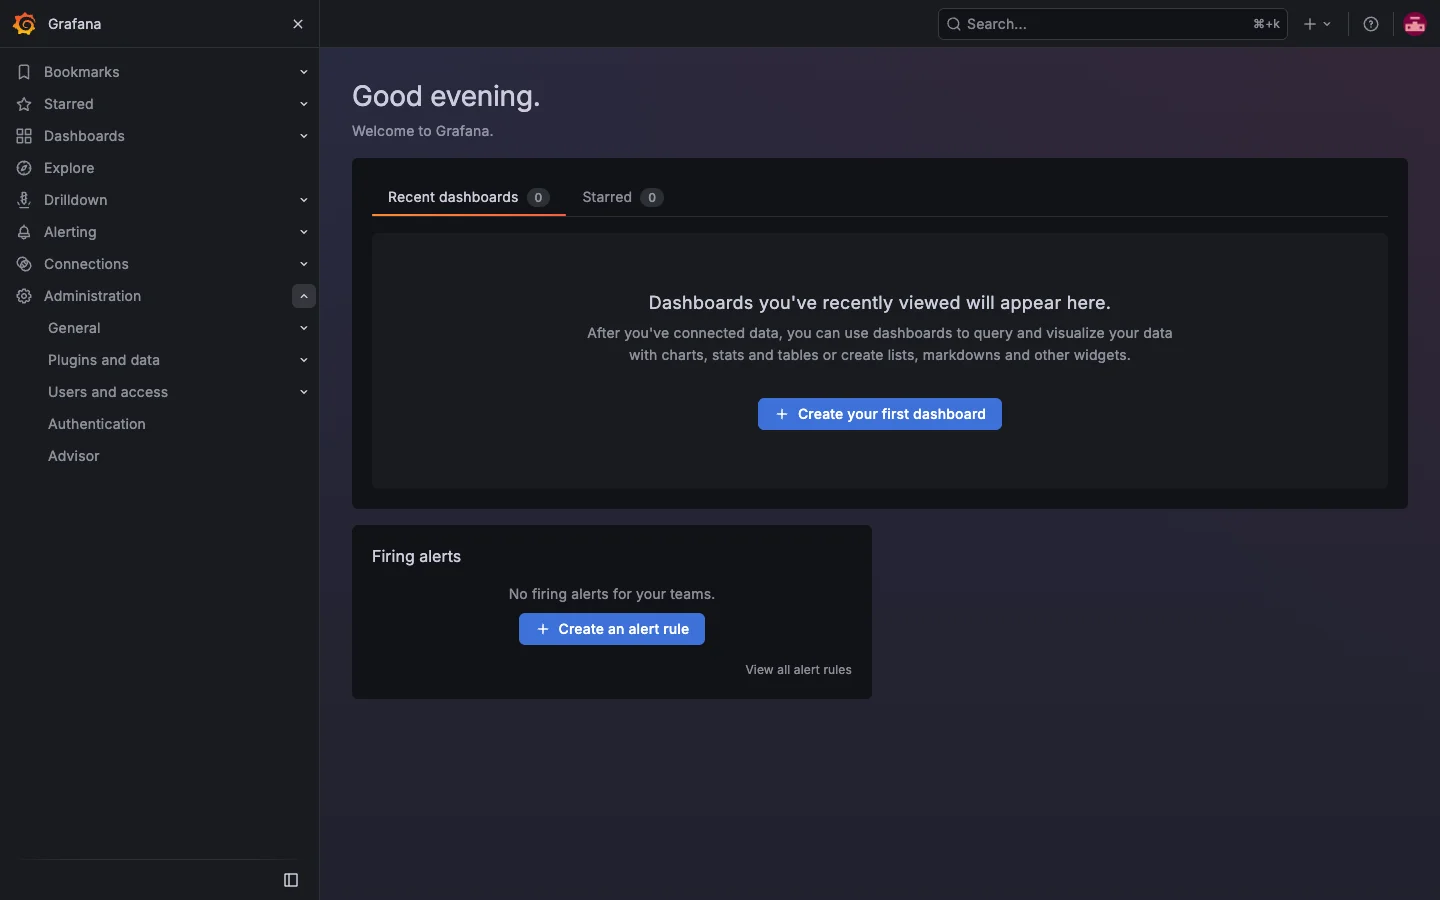 Grafana
Search...
⌘+k
Bookmarks
Starred
Dashboards
Explore
Drilldown
Alerting
Connections
Administration
General
Plugins and data
Users and access
Authentication
Advisor
Good evening.
Welcome to Grafana.
Recent dashboards 0
Starred 0
Dashboards you've recently viewed will appear here.
After you've connected data, you can use dashboards to query and visualize your data
with charts, stats and tables or create lists, markdowns and other widgets.
Create your first dashboard
Firing alerts
No firing alerts for your teams.
Create an alert rule
View all alert rules